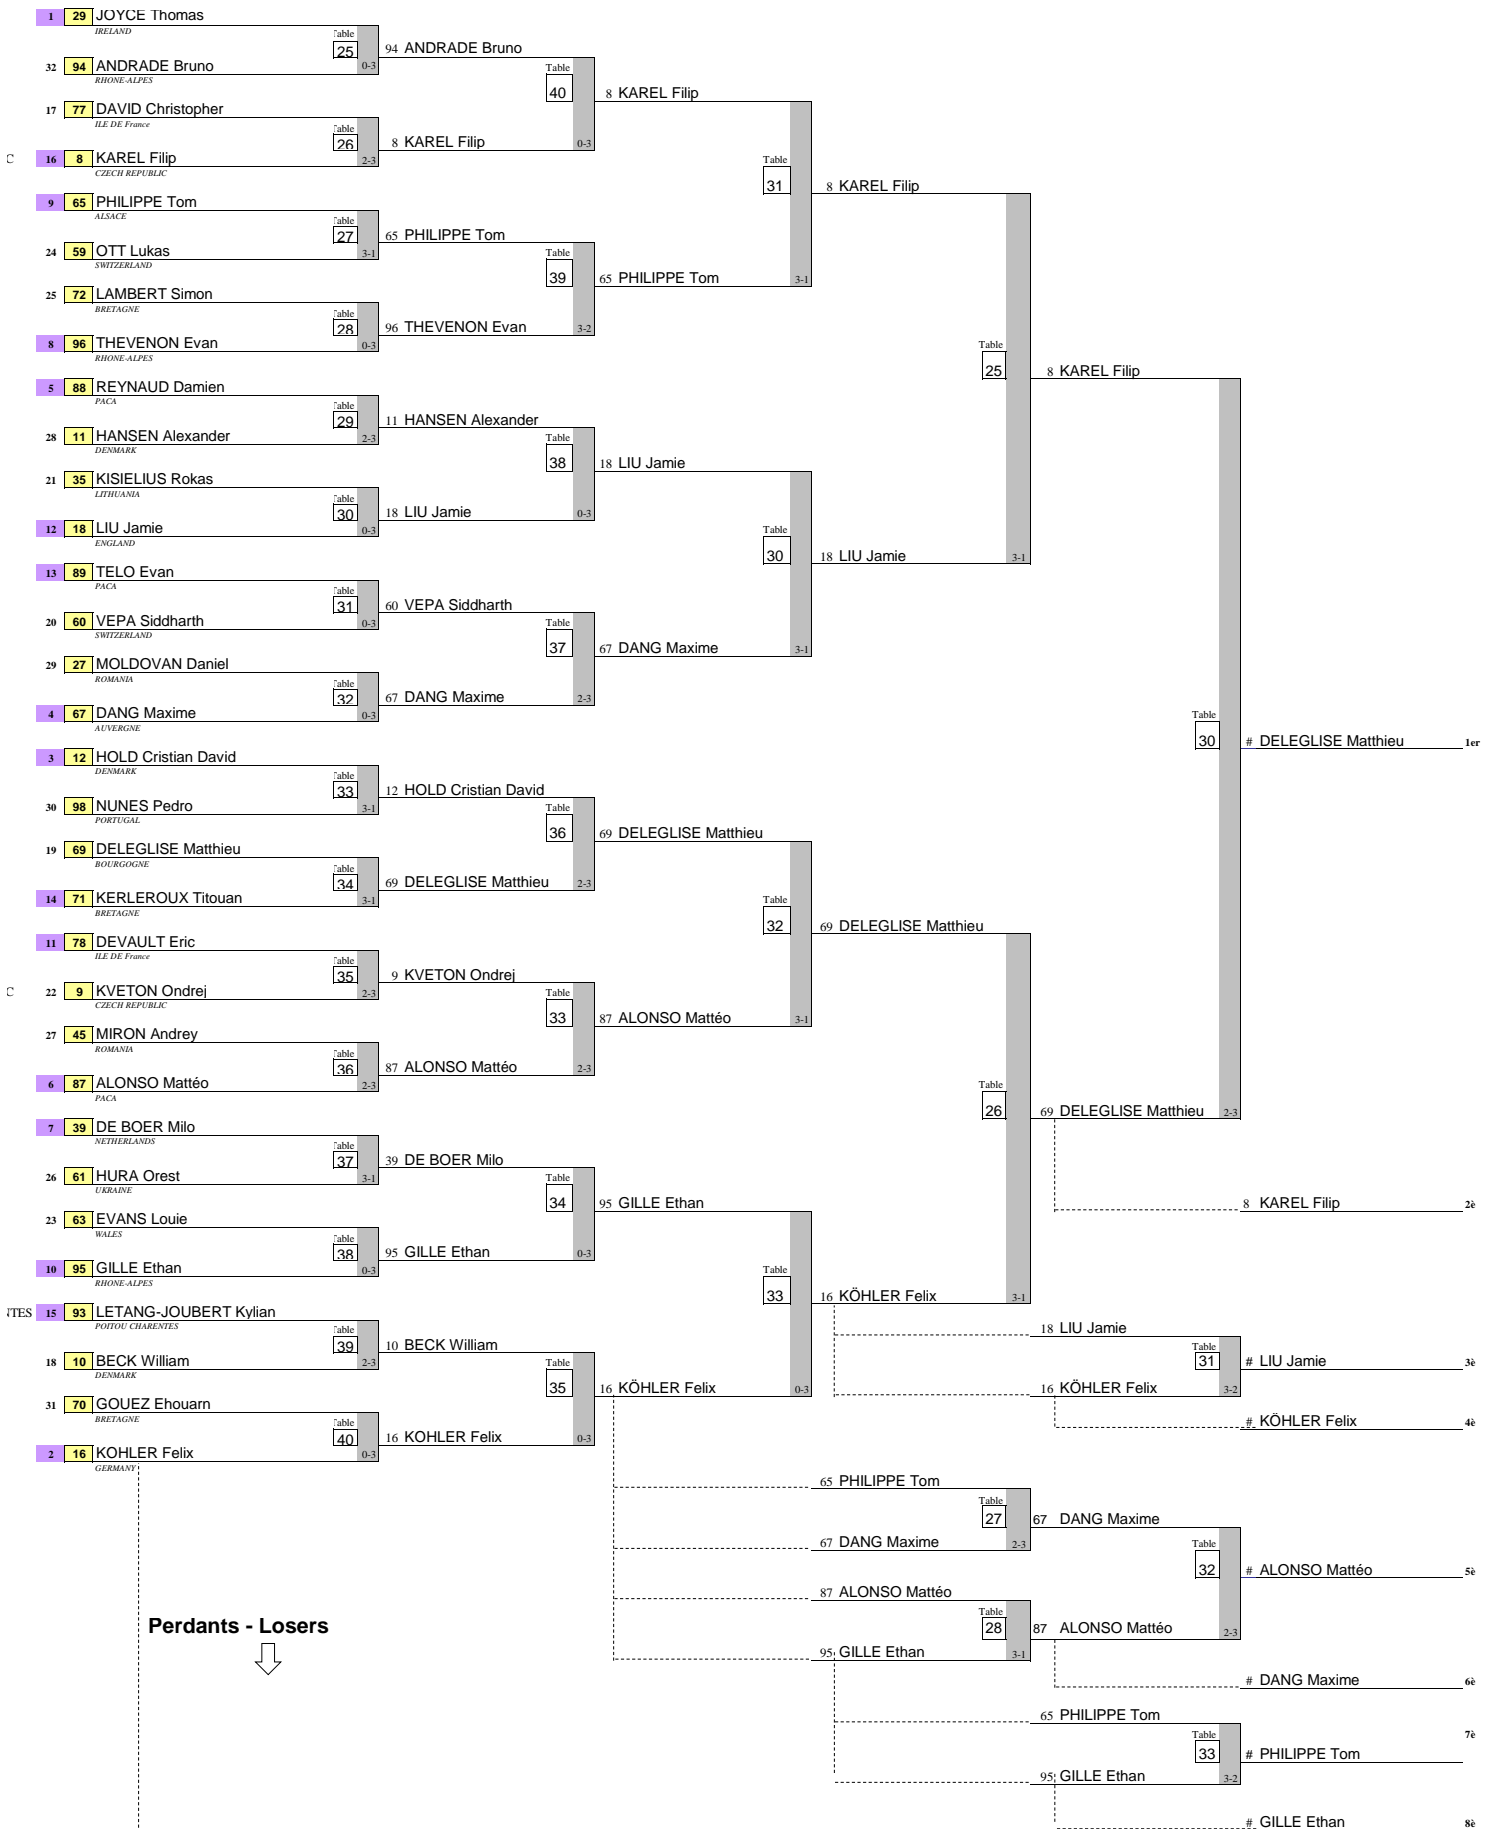 1 29 JOYCE Thomas
IRELAND
Table
25
94 ANDRADE Bruno
32 94 ANDRADE Bruno
0-3
RHONE-ALPES
Table
40
8 KAREL Filip
17 77 DAVID Christopher
ILE DE France
Table
26
8 KAREL Filip
0-3
16 8 KAREL Filip
2-3
CZECH REPUBLIC
Table
31
8 KAREL Filip
9 65 PHILIPPE Tom
ALSACE
Table
27
65 PHILIPPE Tom
24 59 OTT Lukas
3-1
SWITZERLAND
Table
39
65 PHILIPPE Tom
3-1
25 72 LAMBERT Simon
BRETAGNE
Table
28
96 THEVENON Evan
3-2
8 96 THEVENON Evan
0-3
RHONE-ALPES
Table
25
8 KAREL Filip
5 88 REYNAUD Damien
PACA
Table
29
11 HANSEN Alexander
28 11 HANSEN Alexander
2-3
DENMARK
Table
38
18 LIU Jamie
21 35 KISIELIUS Rokas
LITHUANIA
Table
30
18 LIU Jamie
0-3
12 18 LIU Jamie
0-3
ENGLAND
Table
30
18 LIU Jamie
3-1
13 89 TELO Evan
PACA
Table
31
60 VEPA Siddharth
20 60 VEPA Siddharth
0-3
SWITZERLAND
Table
37
67 DANG Maxime
3-1
29 27 MOLDOVAN Daniel
ROMANIA
Table
32
67 DANG Maxime
2-3
4 67 DANG Maxime
0-3
AUVERGNE
Table
30
# DELEGLISE Matthieu
1er
3 12 HOLD Cristian David
DENMARK
Table
33
12 HOLD Cristian David
30 98 NUNES Pedro
3-1
PORTUGAL
Table
36
69 DELEGLISE Matthieu
19 69 DELEGLISE Matthieu
BOURGOGNE
Table
34
69 DELEGLISE Matthieu
2-3
14 71 KERLEROUX Titouan
3-1
BRETAGNE
Table
32
69 DELEGLISE Matthieu
11 78 DEVAULT Eric
ILE DE France
Table
35
9 KVETON Ondrej
22 9 KVETON Ondrej
2-3
CZECH REPUBLIC
Table
33
87 ALONSO Mattéo
3-1
27 45 MIRON Andrey
ROMANIA
Table
36
87 ALONSO Mattéo
2-3
6 87 ALONSO Mattéo
2-3
PACA
Table
26
69 DELEGLISE Matthieu
2-3
7 39 DE BOER Milo
NETHERLANDS
Table
37
39 DE BOER Milo
26 61 HURA Orest
3-1
UKRAINE
Table
34
95 GILLE Ethan
8 KAREL Filip
2è
23 63 EVANS Louie
WALES
Table
38
95 GILLE Ethan
0-3
10 95 GILLE Ethan
0-3
RHONE-ALPES
Table
33
16 KÖHLER Felix
3-1
NTES 15 93 LETANG-JOUBERT Kylian
POITOU CHARENTES
18 LIU Jamie
Table
39
10 BECK William
18 10 BECK William
2-3
DENMARK
Table
31
# LIU Jamie
3è
Table
35
16 KÖHLER Felix
0-3
16 KÖHLER Felix
3-2
31 70 GOUEZ Ehouarn
BRETAGNE
# KÖHLER Felix
4è
Table
40
16 KÖHLER Felix
0-3
2 16 KÖHLER Felix
0-3
GERMANY
65 PHILIPPE Tom
Table
27
67 DANG Maxime
67 DANG Maxime
2-3
Table
32
# ALONSO Mattéo
5è
87 ALONSO Mattéo
Perdants - Losers
Table
28
87 ALONSO Mattéo
2-3
95 GILLE Ethan
3-1
# DANG Maxime
6è
65 PHILIPPE Tom
7è
Table
33
# PHILIPPE Tom
95 GILLE Ethan
3-2
# GILLE Ethan
8è